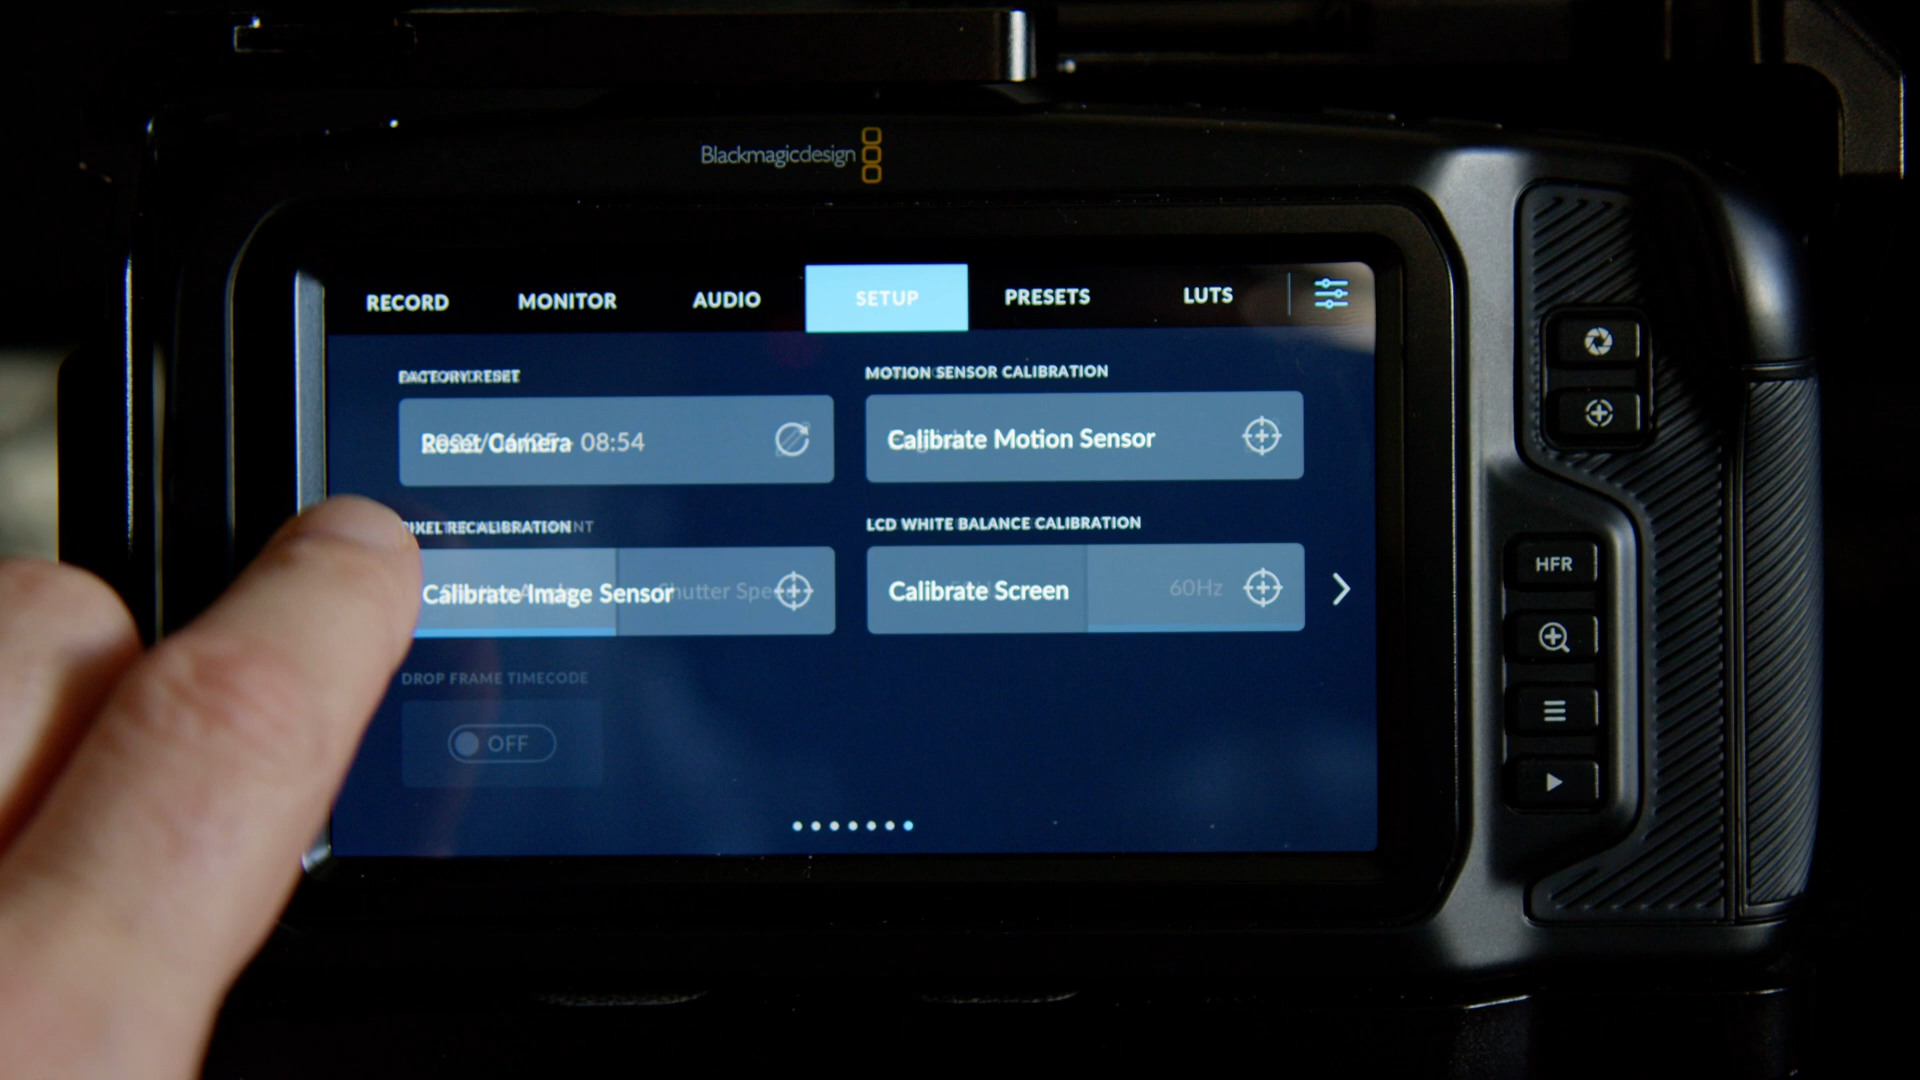 Blackmagicdesign
RECORD MONITOR AUDIO SETUP PRESETS LUTS
FACTORY RESET MOTION SENSOR CALIBRATION
Reset Camera 08:54 Calibrate Motion Sensor
PIXEL RECALIBRATION LCD WHITE BALANCE CALIBRATION
Calibrate Image Sensor Shutter Calibrate Screen 60Hz
DROP FRAME TIMECODE
OFF
HFR